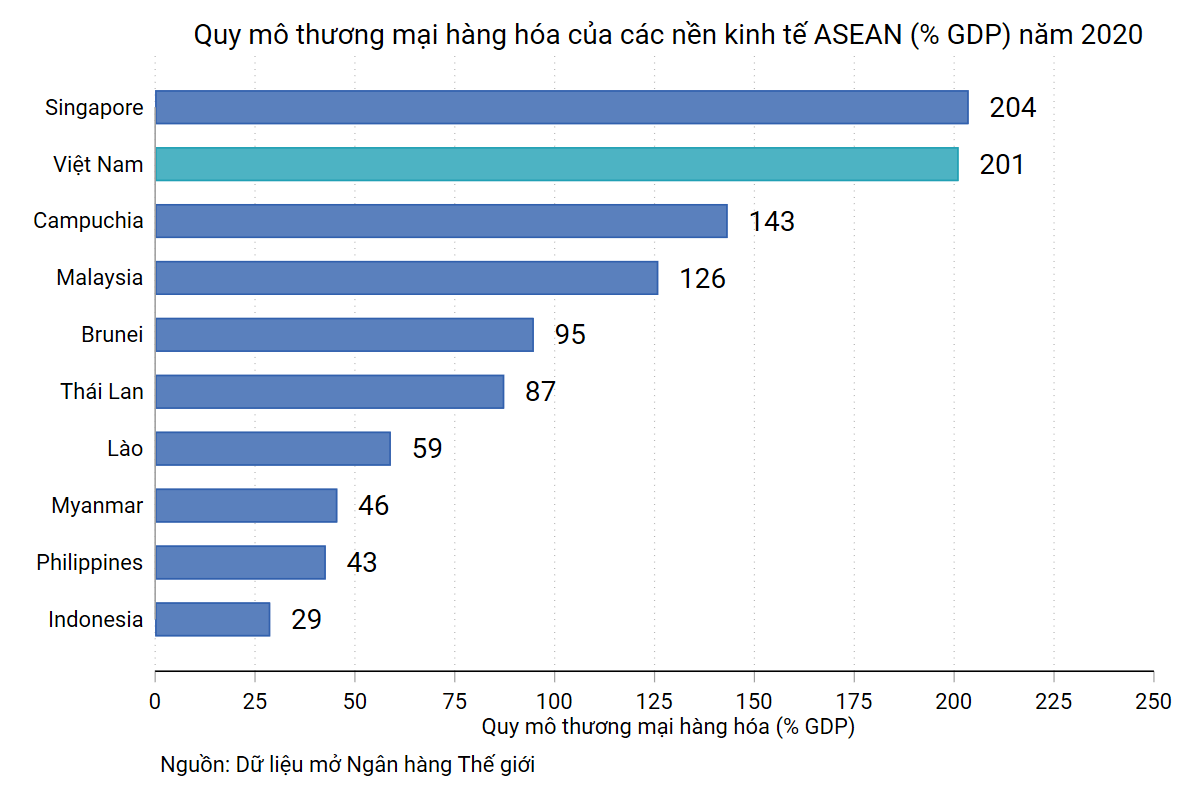 Quy mô thương mại hàng hóa của các nền kinh tế ASEAN (% GDP) năm 2020
Singapore 204
Việt Nam 201
Campuchia 143
Malaysia 126
Brunei 95
Thái Lan 87
Lào 59
Myanmar 46
Philippines 43
Indonesia 29
0 25 50 75 100 125 150 175 200 225 250
Quy mô thương mại hàng hóa (% GDP)
Nguồn: Dữ liệu mở Ngân hàng Thế giới